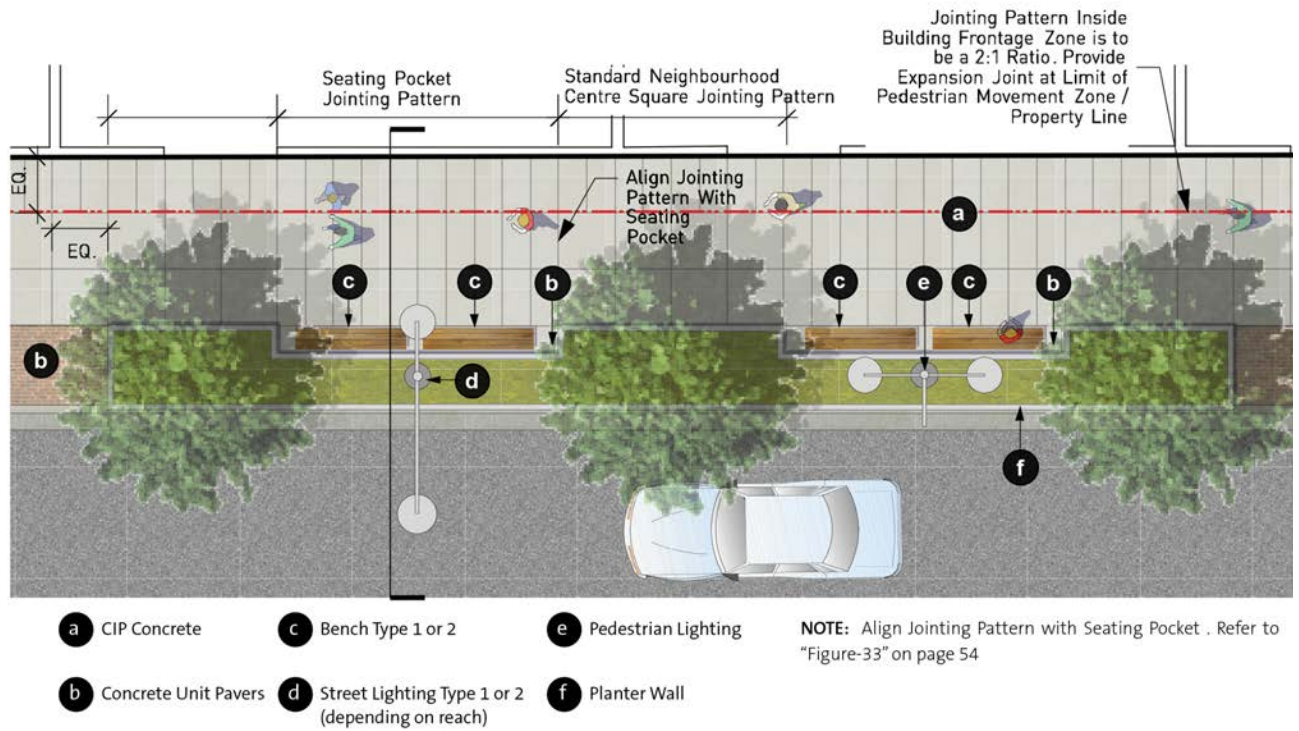 Seating Pocket
Jointing Pattern
Standard Neighbourhood
Centre Square Jointing Pattern
Jointing Pattern Inside
Building Frontage Zone is to
be a 2:1 Ratio. Provide
Expansion Joint at Limit of
Pedestrian Movement Zone /
Property Line
EQ.
EQ.
Align Jointing
Pattern With
Seating
Pocket
a
c
c
b
c
e
c
b
b
d
f
a CIP Concrete
c Bench Type 1 or 2
e Pedestrian Lighting
NOTE: Align Jointing Pattern with Seating Pocket . Refer to
"Figure-33" on page 54
b Concrete Unit Pavers
d Street Lighting Type 1 or 2
(depending on reach)
f Planter Wall